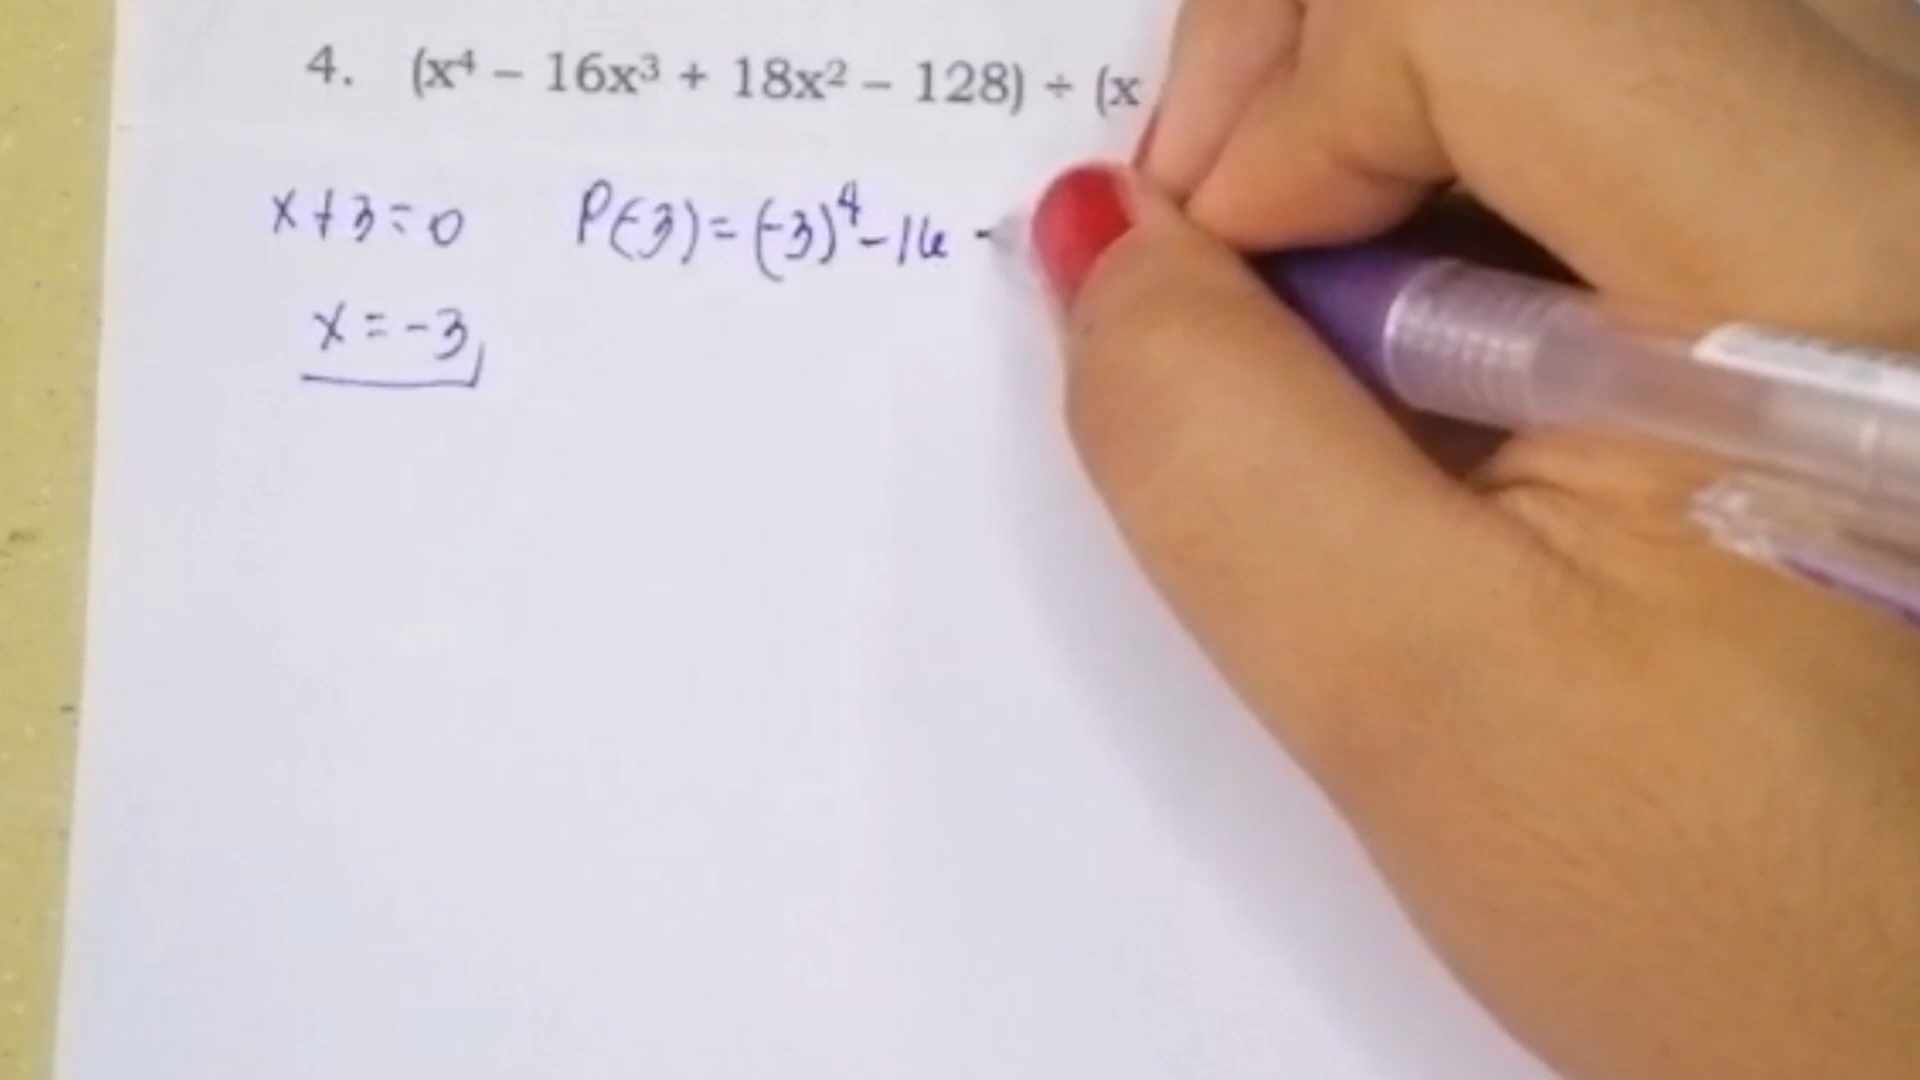 4. (x⁴ – 16x³ + 18x² – 128) ÷ (x
x + 3 = 0 P(-3) = (-3)⁴ - 16 -
x = -3